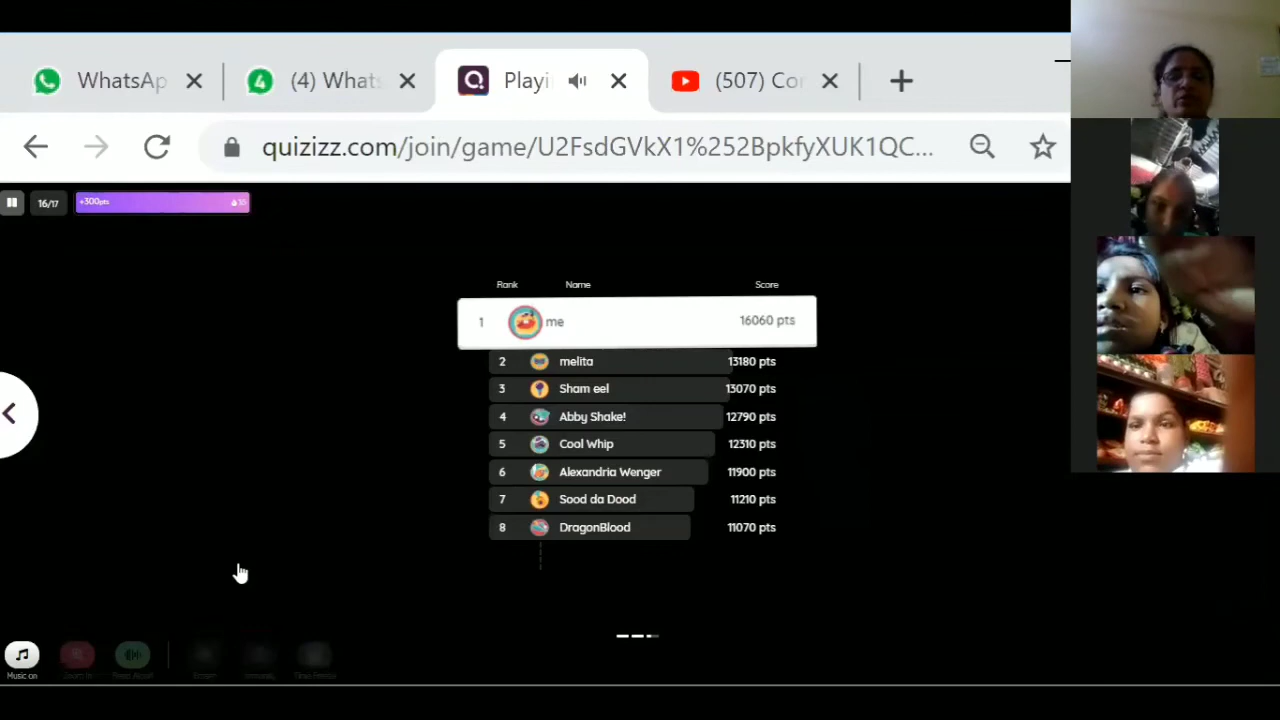 WhatsAp
(4) Whats
Playi
(507) Cor
quizizz.com/join/game/U2FsdGVkX1%252BpkfyXUK1QC...
16/17
+300pts
Rank Name Score
1 me 16060 pts
2 melita 13180 pts
3 Sham eel 13070 pts
4 Abby Shake! 12790 pts
5 Cool Whip 12310 pts
6 Alexandria Wenger 11900 pts
7 Sood da Dood 11210 pts
8 DragonBlood 11070 pts
Music on